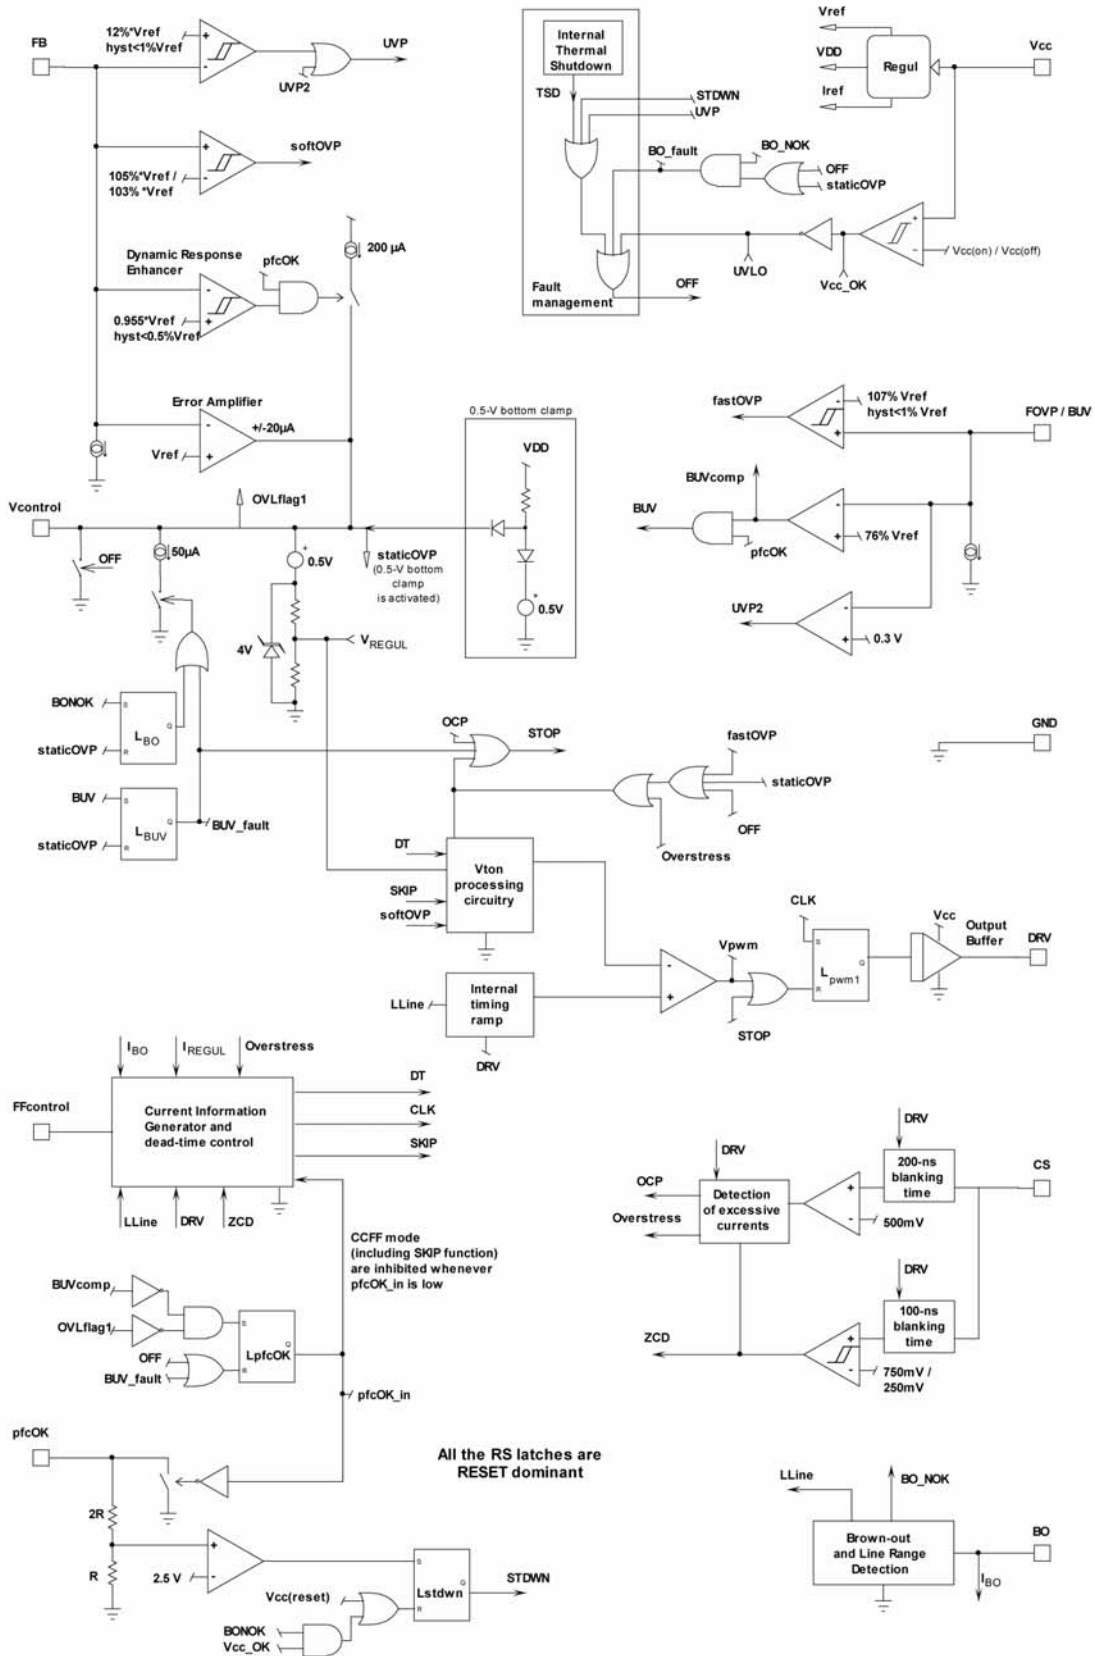 FB
12%*Vref
hyst<1%Vref
+
-
UVP2
UVP
+
-
softOVP
105%*Vref /
103% *Vref
Dynamic Response
Enhancer
pfcOK
-
+
0.955*Vref
hyst<0.5%Vref
200 µA
Error Amplifier
+/-20µA
-
+
Vref
Internal
Thermal
Shutdown
TSD
STDWN
UVP
BO_fault
BO_NOK
OFF
staticOVP
UVLO
Vcc_OK
+
-
Vcc(on) / Vcc(off)
OFF
Fault
management
Vref
VDD
Iref
Regul
Vcc
fastOVP
-
+
107% Vref
hyst<1% Vref
FOVP / BUV
BUVcomp
BUV
pfcOK
-
+
76% Vref
UVP2
-
+
0.3 V
Vcontrol
OVLflag1
OFF
50µA
+
0.5V
4V
VREGUL
staticOVP
(0.5-V bottom
clamp
is activated)
0.5-V bottom clamp
VDD
+
0.5V
BONOK
staticOVP
S
R
Q
LBO
BUV
staticOVP
S
R
Q
LBUV
BUV_fault
OCP
STOP
fastOVP
staticOVP
OFF
Overstress
GND
DT
SKIP
softOVP
Vton
processing
circuitry
LLine
Internal
timing
ramp
DRV
-
+
Vpwm
STOP
CLK
S
R
Q
Lpwm1
Vcc
Output
Buffer
DRV
FFcontrol
IBO
IREGUL
Overstress
Current Information
Generator and
dead-time control
DT
CLK
SKIP
LLine
DRV
ZCD
CCFF mode
(including SKIP function)
are inhibited whenever
pfcOK_in is low
BUVcomp
OVLflag1
OFF
BUV_fault
S
R
Q
LpfcOK
pfcOK_in
DRV
OCP
Overstress
Detection
of excessive
currents
+
-
500mV
DRV
200-ns
blanking
time
CS
DRV
100-ns
blanking
time
ZCD
+
-
750mV /
250mV
pfcOK
2R
R
+
-
2.5 V
Vcc(reset)
BONOK
Vcc_OK
S
R
Q
Lstdwn
STDWN
All the RS latches are
RESET dominant
LLine
BO_NOK
Brown-out
and Line Range
Detection
BO
IBO